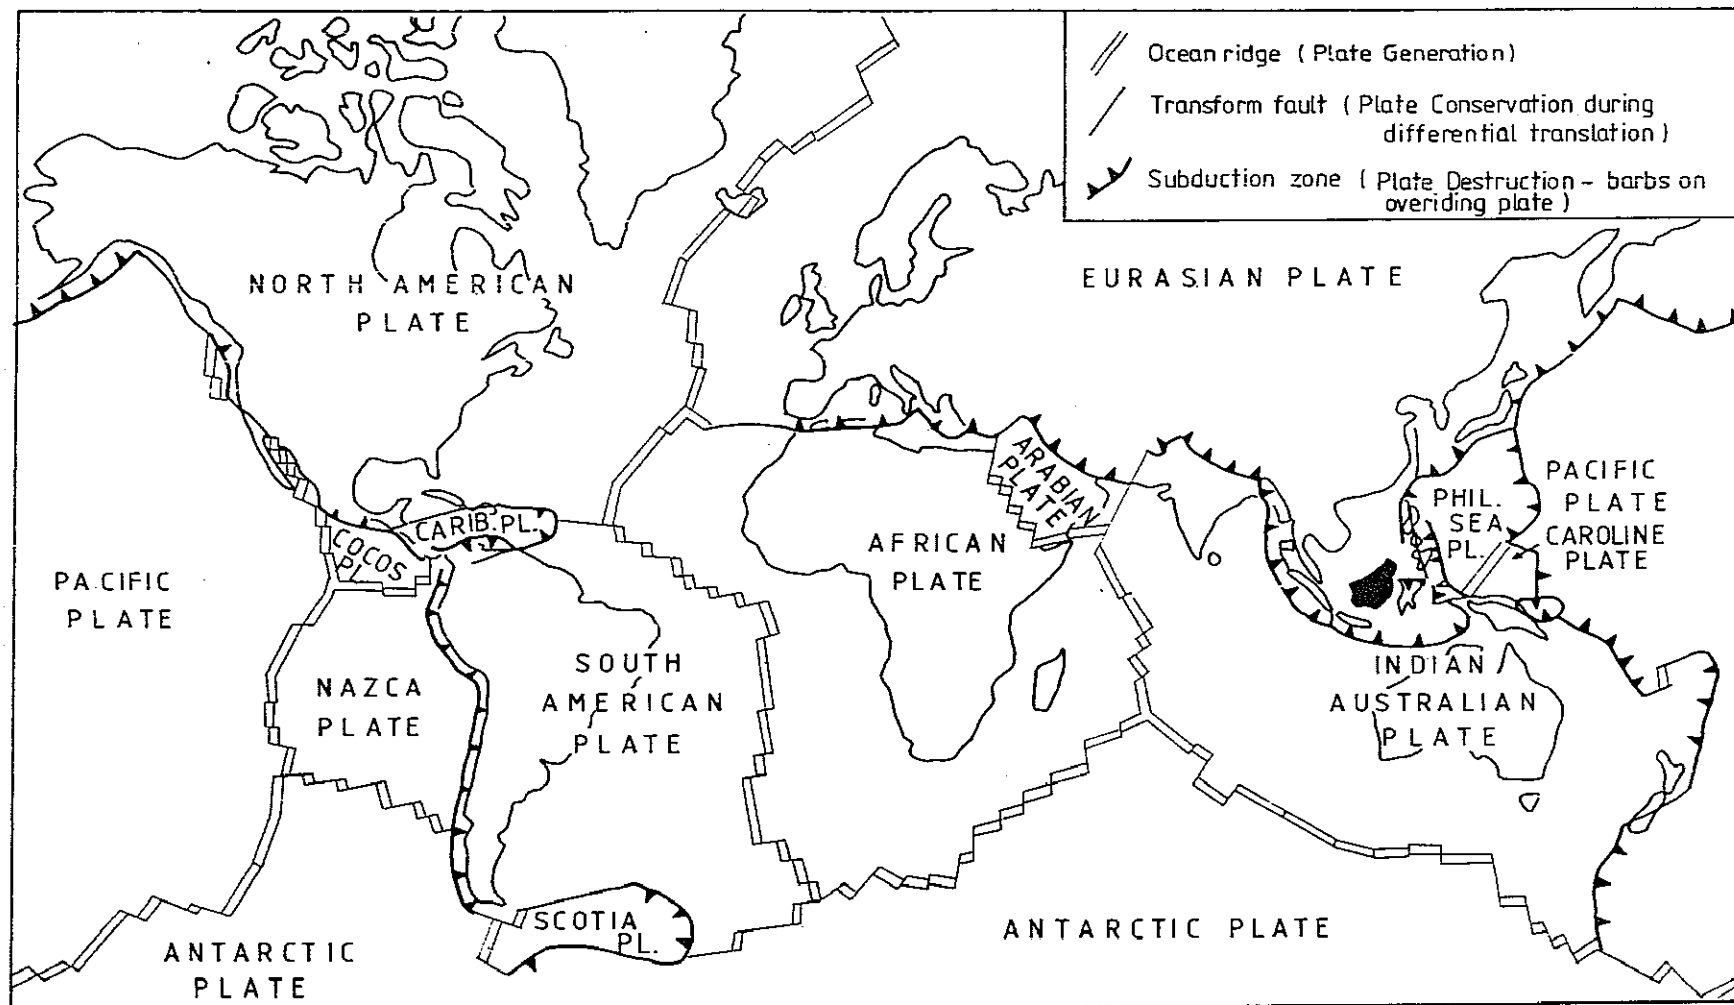 Ocean ridge ( Plate Generation )
Transform fault ( Plate Conservation during
differential translation )
Subduction zone ( Plate Destruction - barbs on
overiding plate )
NORTH AMERICAN
PLATE
EURASIAN PLATE
ARABIAN
PLATE
PACIFIC
PLATE
PHIL.
SEA
PL.
CAROLINE
PLATE
CARIB. PL.
COCOS
PL.
AFRICAN
PLATE
PACIFIC
PLATE
NAZCA
PLATE
SOUTH
AMERICAN
PLATE
INDIAN
AUSTRALIAN
PLATE
SCOTIA
PL.
ANTARCTIC PLATE
ANTARCTIC
PLATE